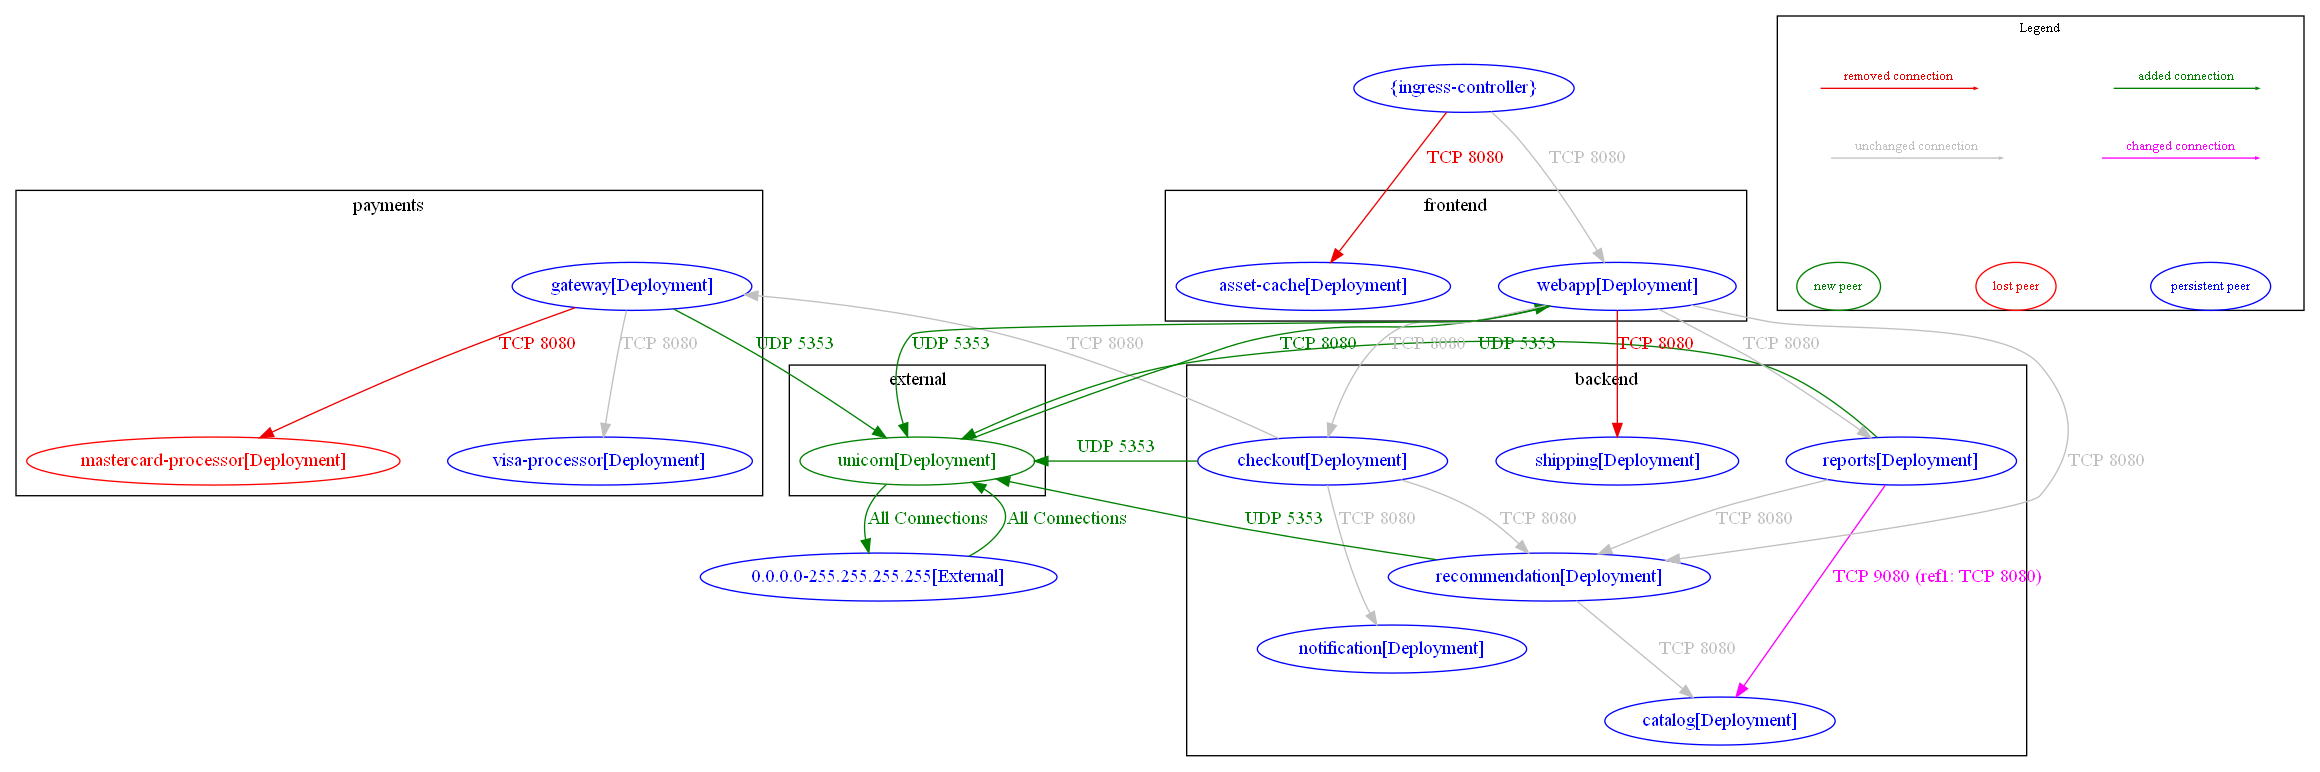 Legend
removed connection
added connection
{ingress-controller}
unchanged connection
changed connection
TCP 8080
TCP 8080
payments
frontend
gateway[Deployment]
asset-cache[Deployment]
webapp[Deployment]
new peer
lost peer
persistent peer
TCP 8080
TCP 8080
UDP 5353
UDP 5353
TCP 8080
TCP 8080
TCP 8080
UDP 5353
TCP 8080
TCP 8080
external
backend
mastercard-processor[Deployment]
visa-processor[Deployment]
unicorn[Deployment]
UDP 5353
checkout[Deployment]
shipping[Deployment]
reports[Deployment]
TCP 8080
All Connections
All Connections
UDP 5353
TCP 8080
TCP 8080
TCP 8080
0.0.0.0-255.255.255.255[External]
recommendation[Deployment]
TCP 9080 (ref1: TCP 8080)
notification[Deployment]
TCP 8080
catalog[Deployment]